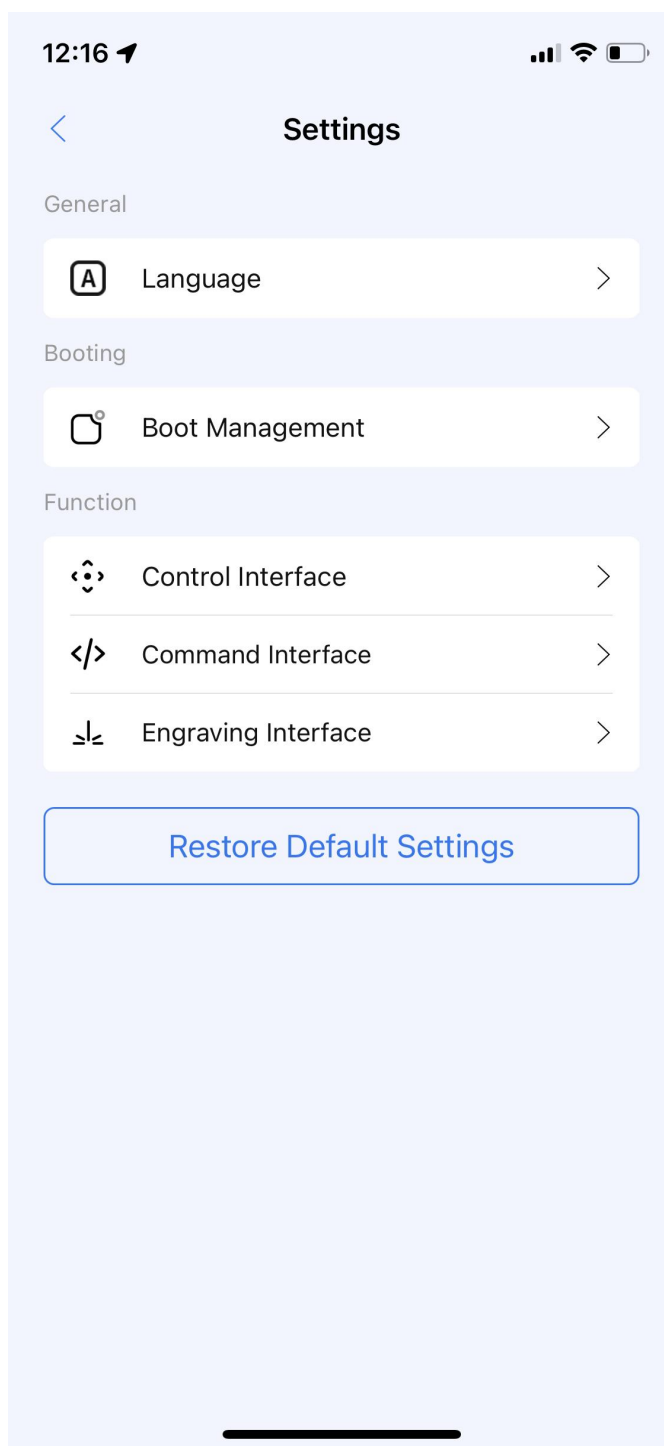 12:16
Settings
General
A Language
Booting
Boot Management
Function
Control Interface
</> Command Interface
Engraving Interface
Restore Default Settings